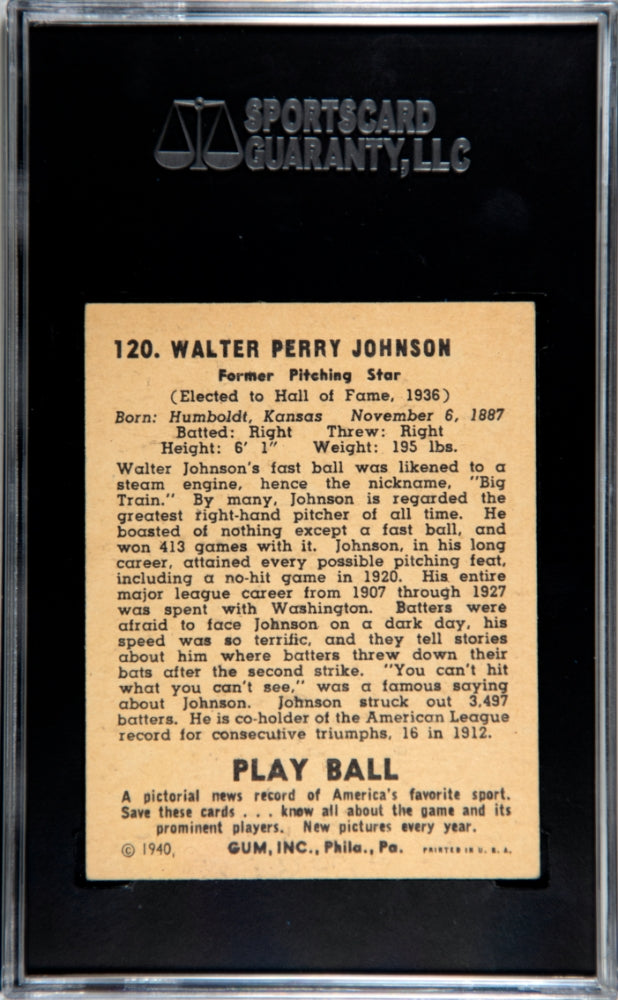 SPORTSCARD
GUARANTY, LLC
120. WALTER PERRY JOHNSON
Former Pitching Star
(Elected to Hall of Fame, 1936)
Born: Humboldt, Kansas November 6, 1887
Batted: Right Threw: Right
Height: 6' 1" Weight: 195 lbs.
Walter Johnson's fast ball was likened to a
steam engine, hence the nickname, "Big
Train." By many, Johnson is regarded the
greatest right-hand pitcher of all time. He
boasted of nothing except a fast ball, and
won 413 games with it. Johnson, in his long
career, attained every possible pitching feat,
including a no-hit game in 1920. His entire
major league career from 1907 through 1927
was spent with Washington. Batters were
afraid to face Johnson on a dark day, his
speed was so terrific, and they tell stories
about him where batters threw down their
bats after the second strike. "You can't hit
what you can't see," was a famous saying
about Johnson. Johnson struck out 3,497
batters. He is co-holder of the American League
record for consecutive triumphs, 16 in 1912.
PLAY BALL
A pictorial news record of America's favorite sport.
Save these cards . . . know all about the game and its
prominent players. New pictures every year.
© 1940, GUM, INC., Phila., Pa. PRINTED IN U. S. A.